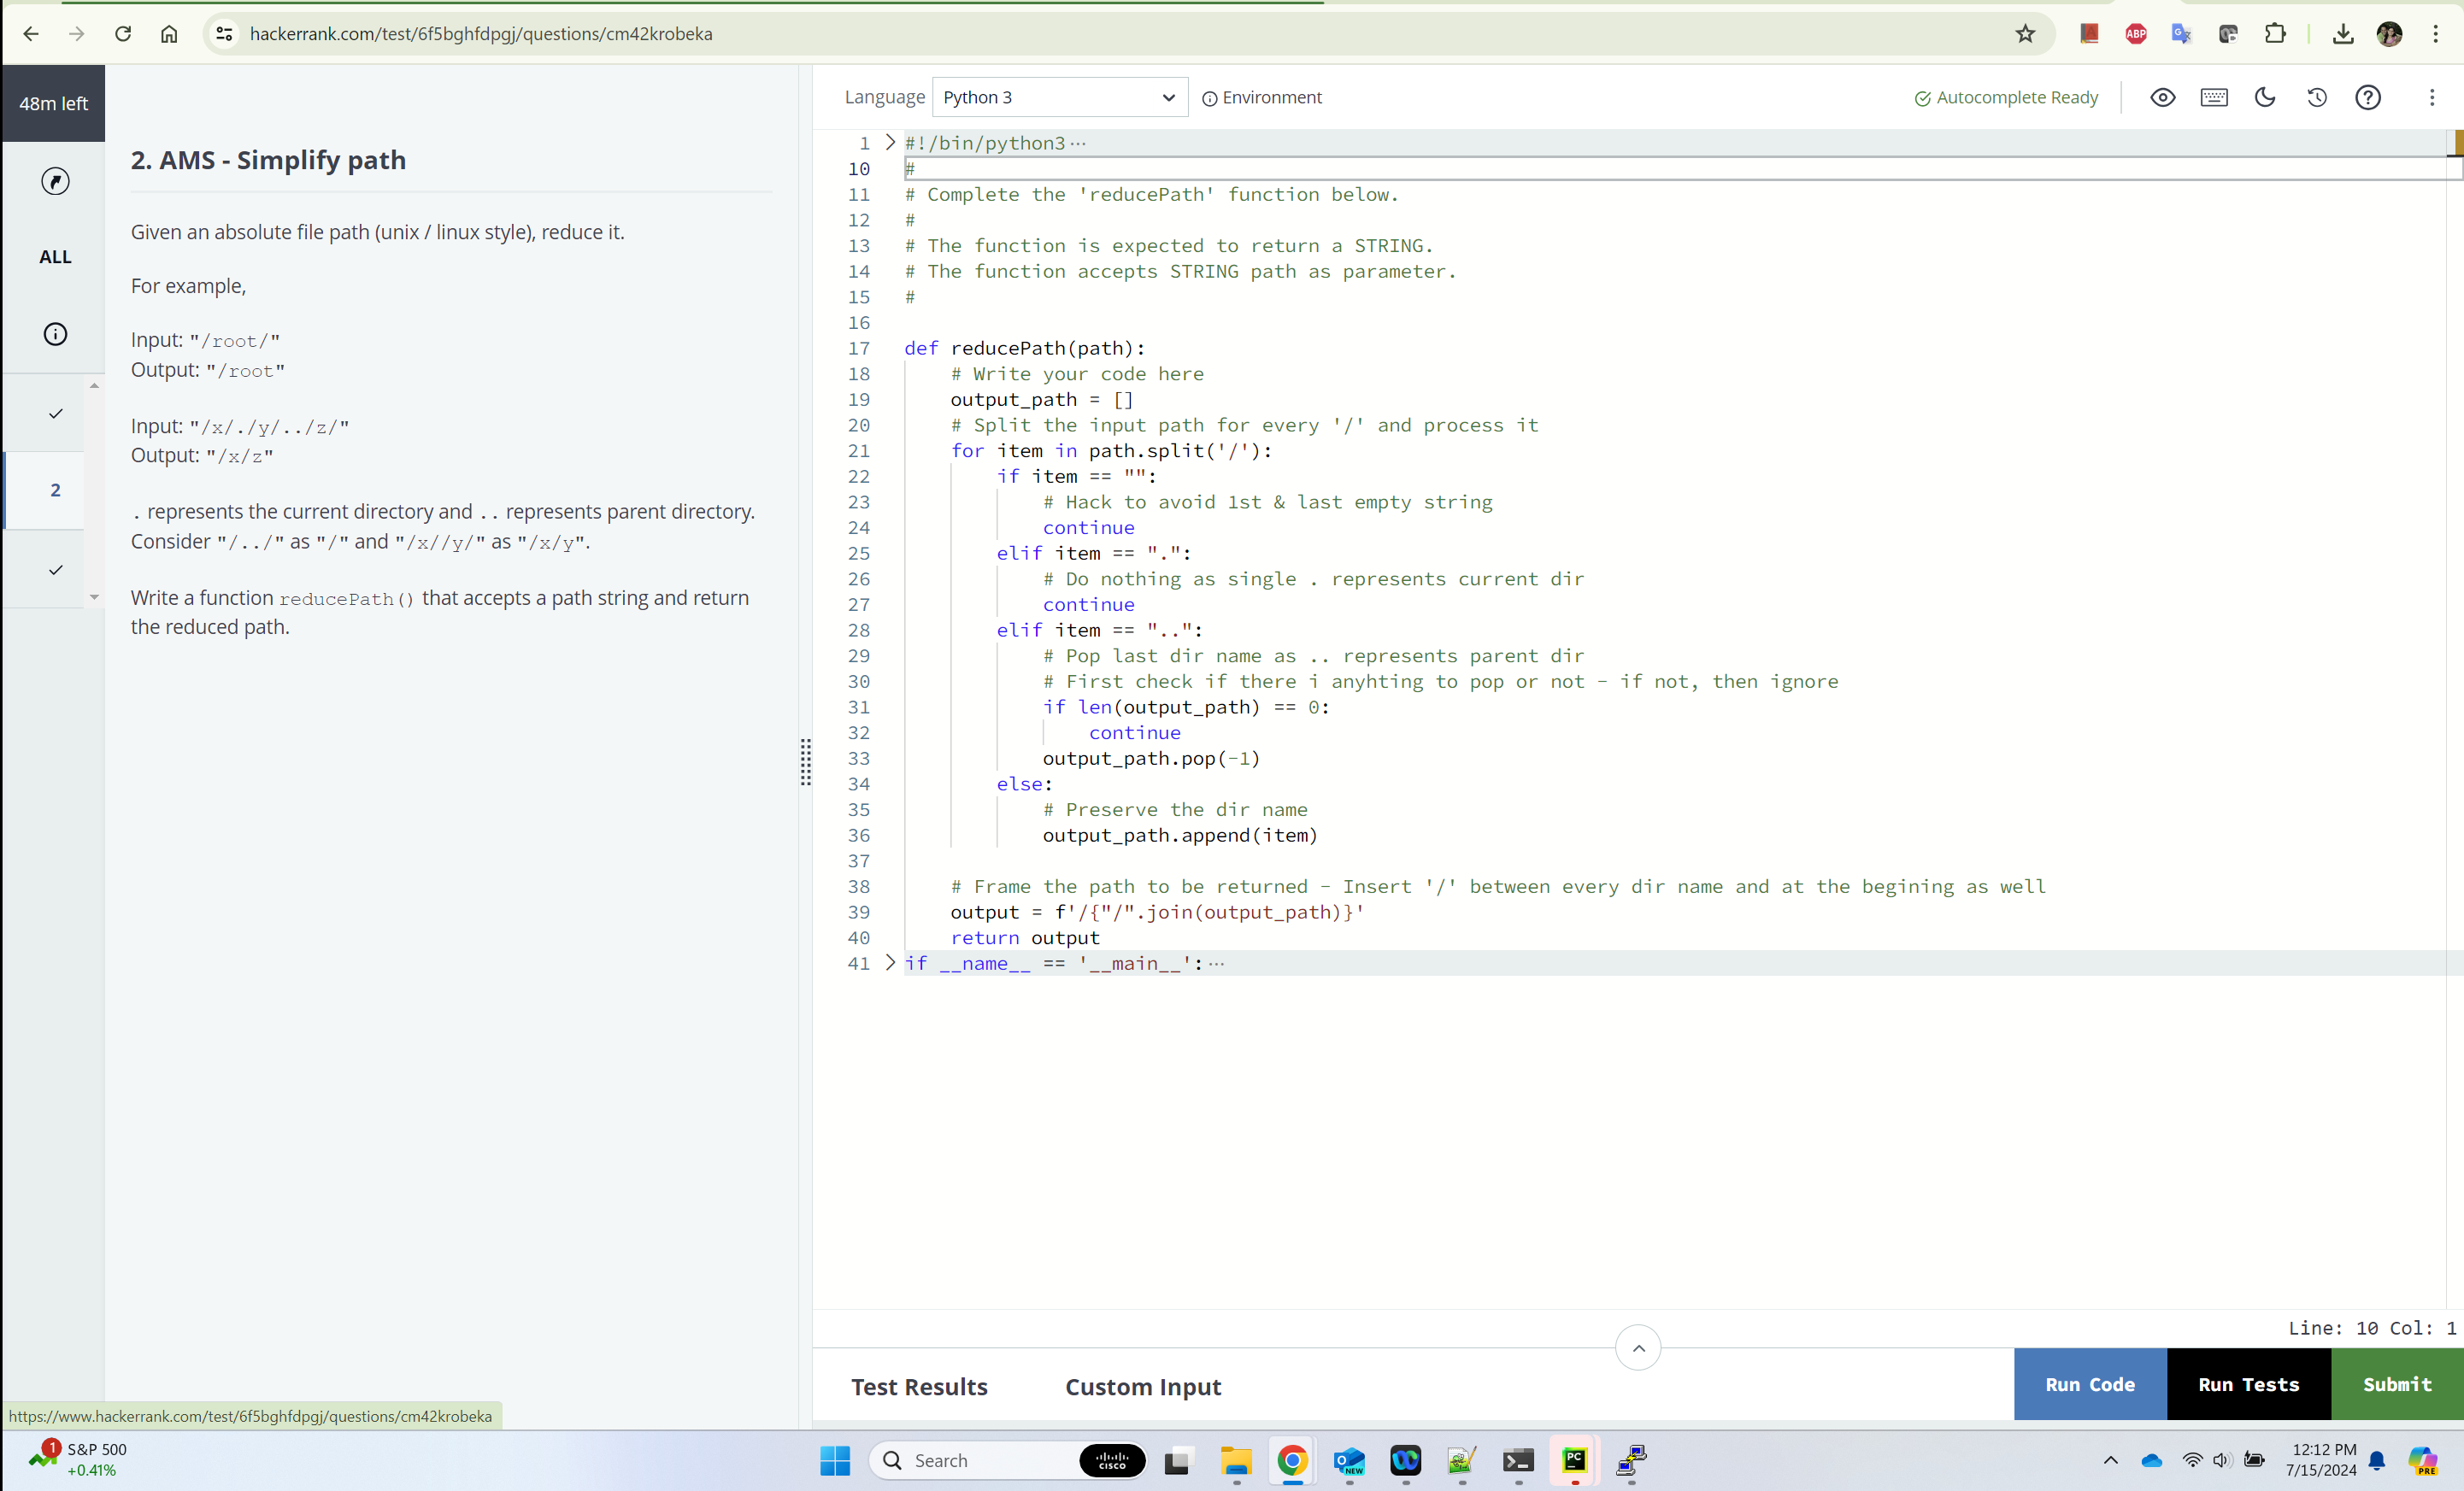 hackerrank.com/test/6f5bghfdpgj/questions/cm42krobeka
ABP
48m left
ALL
2
2. AMS - Simplify path
Given an absolute file path (unix / linux style), reduce it.
For example,
Input: "/root/"
Output: "/root"
Input: "/x/./y/../z/"
Output: "/x/z"
. represents the current directory and .. represents parent directory.
Consider "/../" as "/" and "/x//y/" as "/x/y".
Write a function reducePath() that accepts a path string and return
the reduced path.
Language Python 3 Environment Autocomplete Ready
1 #!/bin/python3 ···
10 #
11 # Complete the 'reducePath' function below.
12 #
13 # The function is expected to return a STRING.
14 # The function accepts STRING path as parameter.
15 #
16
17 def reducePath(path):
18     # Write your code here
19     output_path = []
20     # Split the input path for every '/' and process it
21     for item in path.split('/'):
22         if item == "":
23             # Hack to avoid 1st & last empty string
24             continue
25         elif item == ".":
26             # Do nothing as single . represents current dir
27             continue
28         elif item == "..":
29             # Pop last dir name as .. represents parent dir
30             # First check if there i anyhting to pop or not - if not, then ignore
31             if len(output_path) == 0:
32                 continue
33             output_path.pop(-1)
34         else:
35             # Preserve the dir name
36             output_path.append(item)
37
38     # Frame the path to be returned - Insert '/' between every dir name and at the begining as well
39     output = f'/{"/".join(output_path)}'
40     return output
41 if __name__ == '__main__': ···
Line: 10 Col: 1
Test Results Custom Input Run Code Run Tests Submit
https://www.hackerrank.com/test/6f5bghfdpgj/questions/cm42krobeka
1 S&P 500
+0.41%
Search
CISCO
NEW
PC
PRE
12:12 PM
7/15/2024